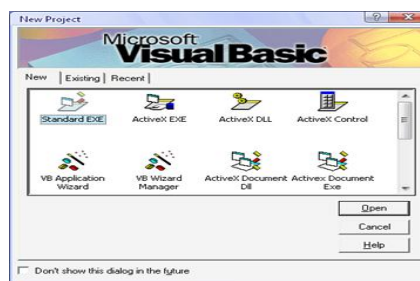 New Project
Microsoft
Visual Basic
New Existing Recent
Standard EXE ActiveX EXE ActiveX DLL ActiveX Control
VB Application Wizard VB Wizard Manager ActiveX Document Dll Activex Document Exe
Open
Cancel
Help
Don't show this dialog in the future